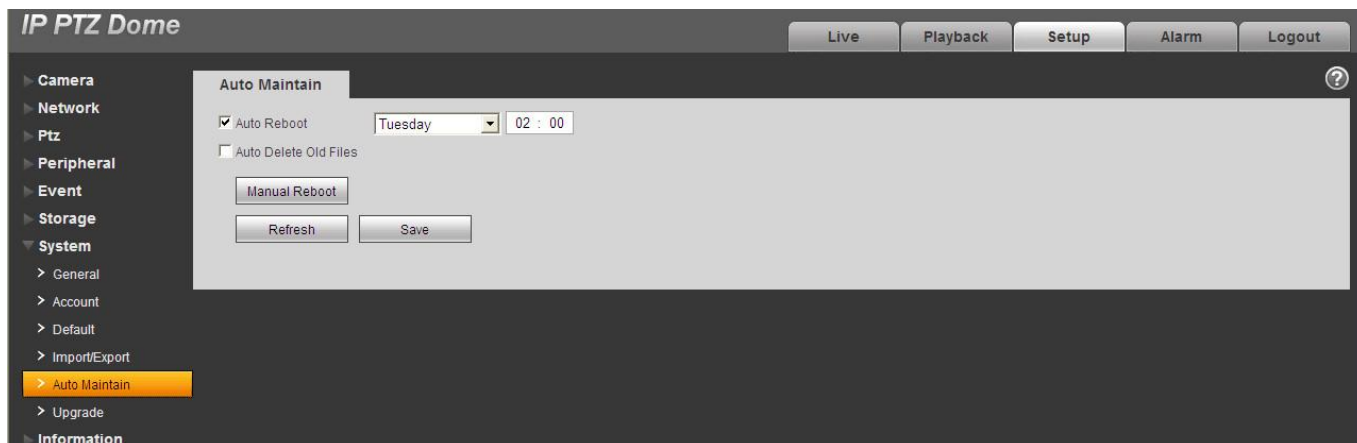 IP PTZ Dome
Live
Playback
Setup
Alarm
Logout
Camera
Network
Ptz
Peripheral
Event
Storage
System
> General
> Account
> Default
> Import/Export
> Auto Maintain
> Upgrade
Information
Auto Maintain
?
Auto Reboot Tuesday 02 : 00
Auto Delete Old Files
Manual Reboot
Refresh Save